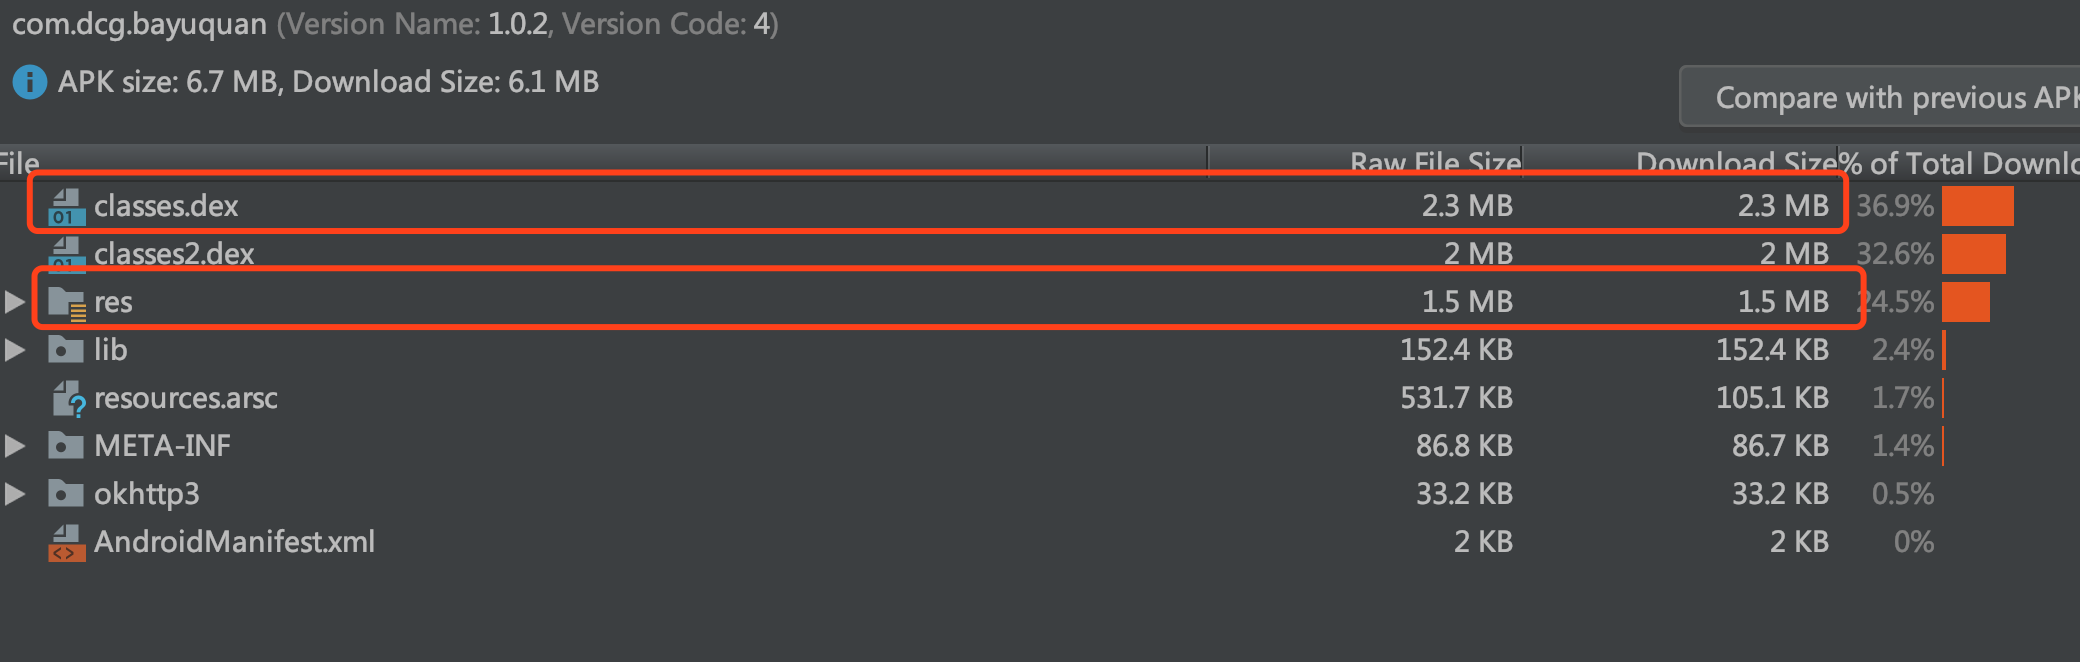 com.dcg.bayuquan (Version Name: 1.0.2, Version Code: 4)
APK size: 6.7 MB, Download Size: 6.1 MB
Compare with previous APK
File Raw File Size Download Size % of Total Downlo
classes.dex 2.3 MB 2.3 MB 36.9%
classes2.dex 2 MB 2 MB 32.6%
res 1.5 MB 1.5 MB 24.5%
lib 152.4 KB 152.4 KB 2.4%
resources.arsc 531.7 KB 105.1 KB 1.7%
META-INF 86.8 KB 86.7 KB 1.4%
okhttp3 33.2 KB 33.2 KB 0.5%
AndroidManifest.xml 2 KB 2 KB 0%